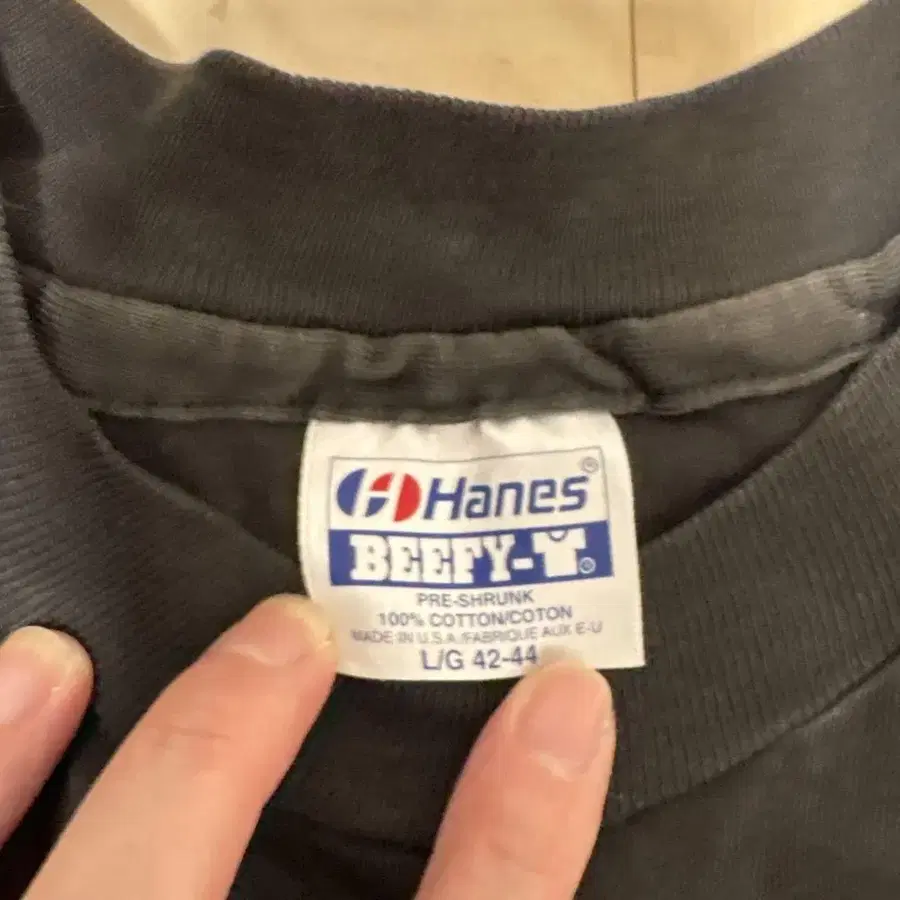 Hanes®
BEEFY-T®
PRE-SHRUNK
100% COTTON/COTON
MADE IN U.S.A./FABRIQUE AUX E-U
L/G 42-44